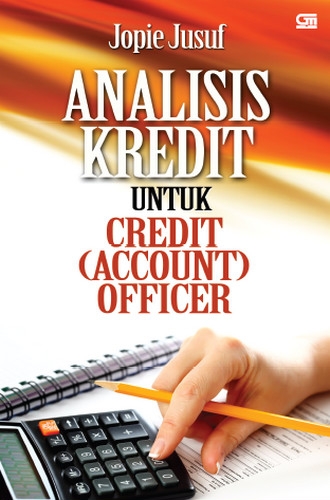 Jopie Jusuf
ANALISIS
KREDIT
UNTUK
CREDIT
(ACCOUNT)
OFFICER